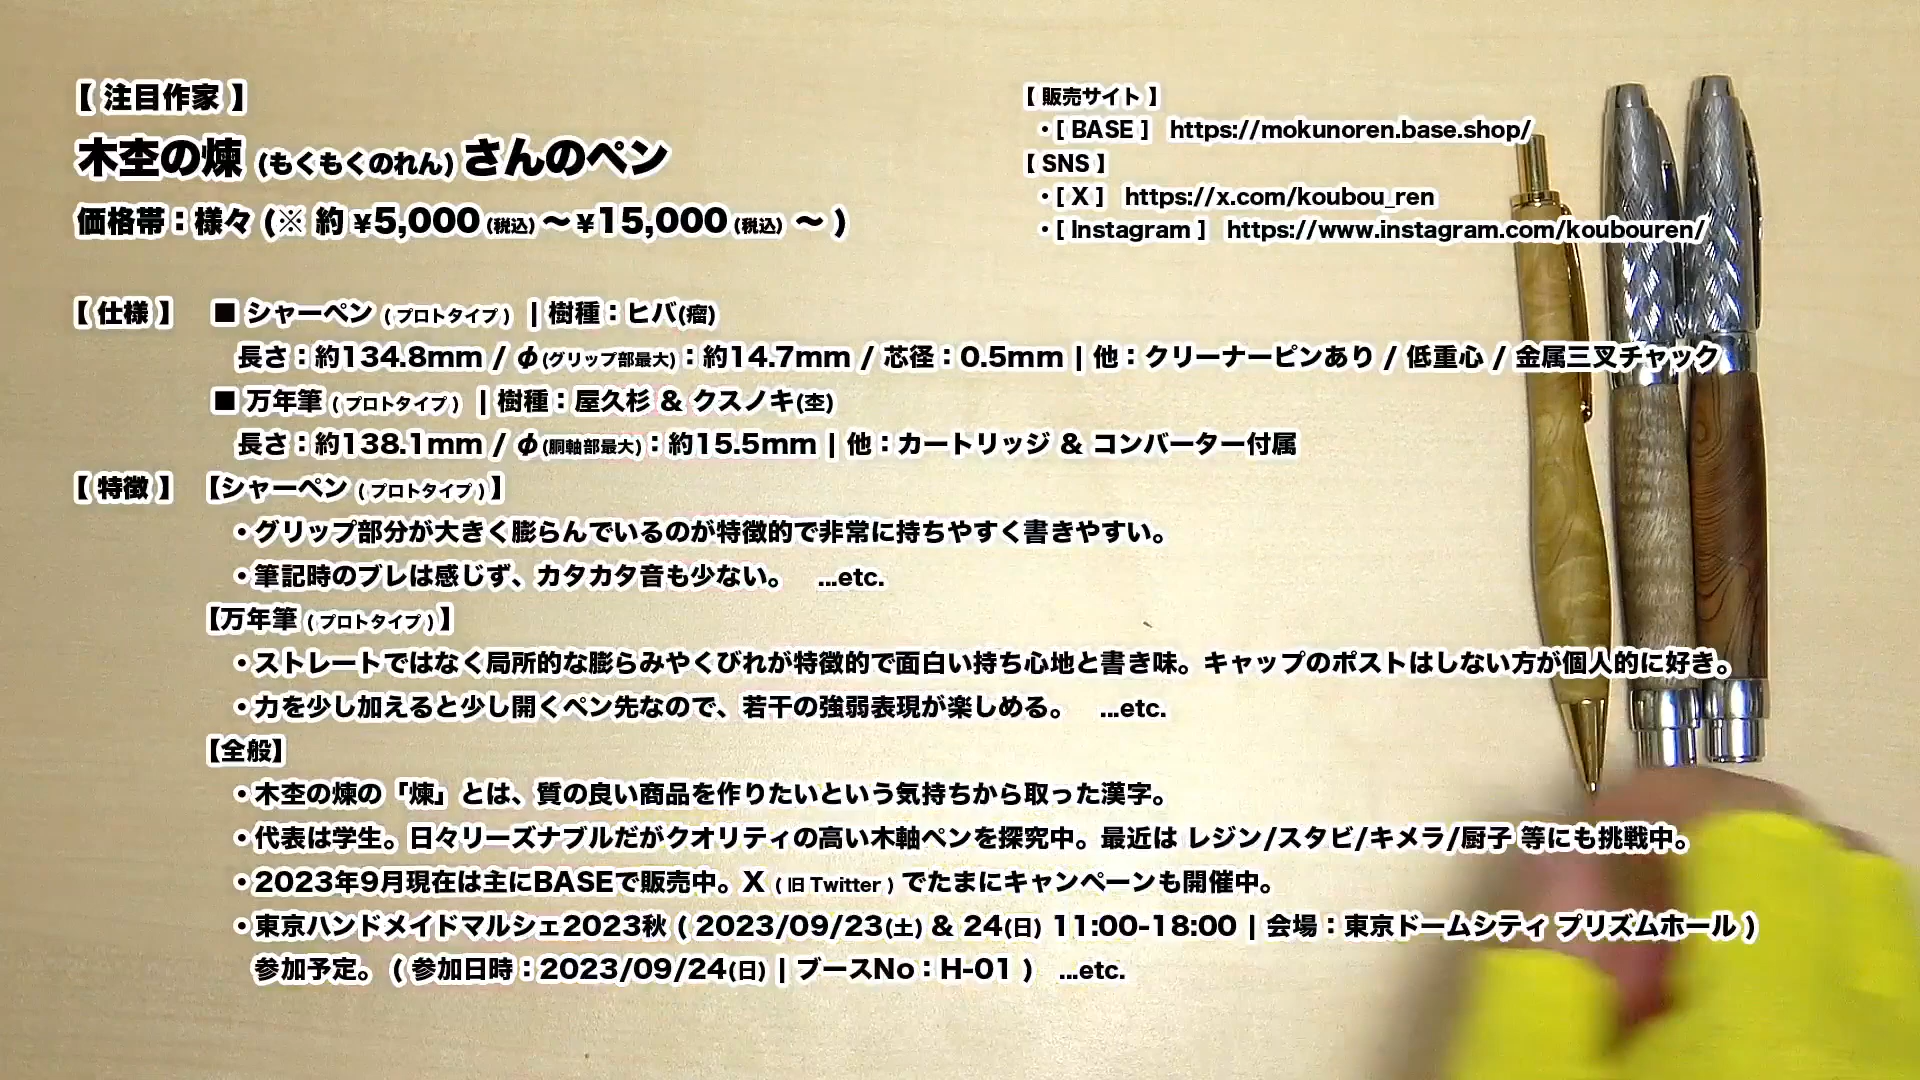 【 注目作家 】
木杢の煉 (もくもくのれん) さんのペン
価格帯：様々 (※ 約 ¥5,000 (税込) 〜 ¥15,000 (税込) 〜 )
【 販売サイト 】
・[ BASE ] https://mokunoren.base.shop/
【 SNS 】
・[ X ] https://x.com/koubou_ren
・[ Instagram ] https://www.instagram.com/koubouren/
【 仕様 】 ■ シャーペン ( プロトタイプ ) | 樹種：ヒバ(瘤)
長さ：約134.8mm / φ(グリップ部最大)：約14.7mm / 芯径：0.5mm | 他：クリーナーピンあり / 低重心 / 金属三叉チャック
■ 万年筆 ( プロトタイプ ) | 樹種：屋久杉 & クスノキ(杢)
長さ：約138.1mm / φ(胴軸部最大)：約15.5mm | 他：カートリッジ & コンバーター付属
【 特徴 】 【シャーペン ( プロトタイプ )】
・グリップ部分が大きく膨らんでいるのが特徴的で非常に持ちやすく書きやすい。
・筆記時のブレは感じず、カタカタ音も少ない。 ...etc.
【万年筆 ( プロトタイプ )】
・ストレートではなく局所的な膨らみやくびれが特徴的で面白い持ち心地と書き味。キャップのポストはしない方が個人的に好き。
・力を少し加えると少し開くペン先なので、若干の強弱表現が楽しめる。 ...etc.
【全般】
・木杢の煉の「煉」とは、質の良い商品を作りたいという気持ちから取った漢字。
・代表は学生。日々リーズナブルだがクオリティの高い木軸ペンを探究中。最近は レジン/スタビ/キメラ/厨子 等にも挑戦中。
・2023年9月現在は主にBASEで販売中。X ( 旧 Twitter ) でたまにキャンペーンも開催中。
・東京ハンドメイドマルシェ2023秋 ( 2023/09/23(土) & 24(日) 11:00-18:00 | 会場：東京ドームシティ プリズムホール )
参加予定。 ( 参加日時：2023/09/24(日) | ブースNo：H-01 ) ...etc.